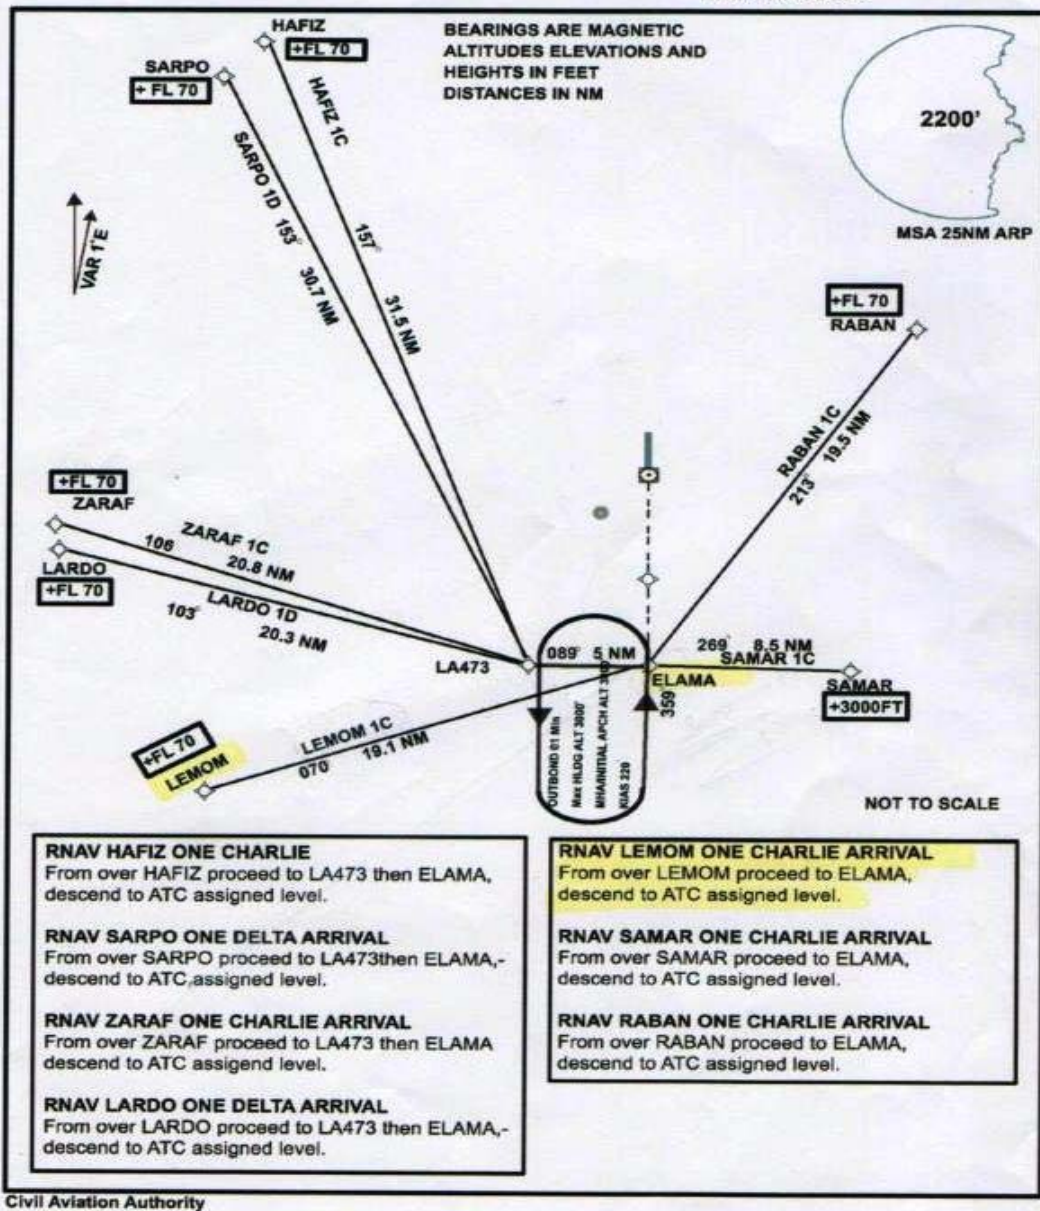 HAFIZ
+FL 70
SARPO
+ FL 70
BEARINGS ARE MAGNETIC
ALTITUDES ELEVATIONS AND
HEIGHTS IN FEET
DISTANCES IN NM
2200'
MSA 25NM ARP
VAR 1°E
HAFIZ 1C
157°
31.5 NM
SARPO 1D 153°
30.7 NM
+FL 70
RABAN
RABAN 1C
213° 19.5 NM
+FL 70
ZARAF
ZARAF 1C
106 20.8 NM
LARDO
+FL 70
LARDO 1D
103° 20.3 NM
LA473
089° 5 NM
269° 8.5 NM
SAMAR 1C
ELAMA
SAMAR
+3000FT
359°
+FL 70
LEMOM
LEMOM 1C
070 19.1 NM
OUTBOND 01 Min
Max HLDG ALT 3000'
MHA/INITIAL APCH ALT
KIAS 220
NOT TO SCALE
RNAV HAFIZ ONE CHARLIE
From over HAFIZ proceed to LA473 then ELAMA,
descend to ATC assigned level.
RNAV SARPO ONE DELTA ARRIVAL
From over SARPO proceed to LA473then ELAMA,-
descend to ATC assigned level.
RNAV ZARAF ONE CHARLIE ARRIVAL
From over ZARAF proceed to LA473 then ELAMA
descend to ATC assigend level.
RNAV LARDO ONE DELTA ARRIVAL
From over LARDO proceed to LA473 then ELAMA,-
descend to ATC assigned level.
RNAV LEMOM ONE CHARLIE ARRIVAL
From over LEMOM proceed to ELAMA,
descend to ATC assigned level.
RNAV SAMAR ONE CHARLIE ARRIVAL
From over SAMAR proceed to ELAMA,
descend to ATC assigned level.
RNAV RABAN ONE CHARLIE ARRIVAL
From over RABAN proceed to ELAMA,
descend to ATC assigned level.
Civil Aviation Authority